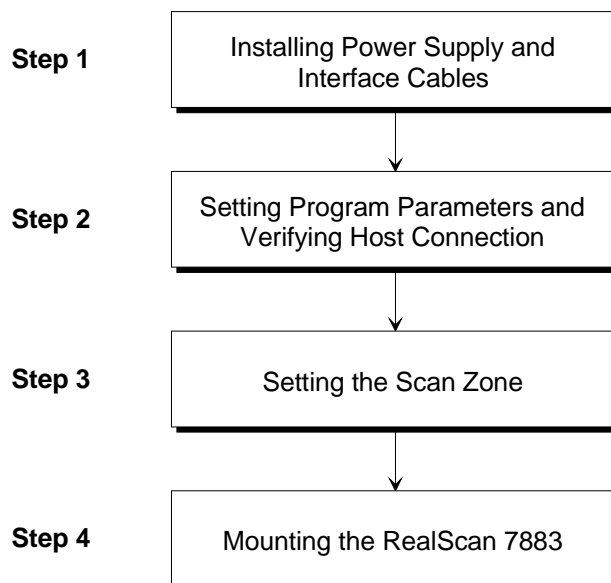 Step 1
Installing Power Supply and
Interface Cables
Step 2
Setting Program Parameters and
Verifying Host Connection
Step 3
Setting the Scan Zone
Step 4
Mounting the RealScan 7883